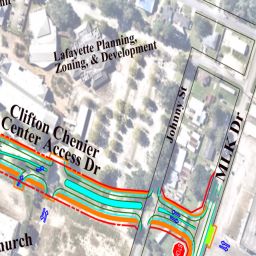 Lafayette Planning,
Zoning, & Development
Johnny St
MLK Dr
Clifton Chenier
Center Access Dr
hurch